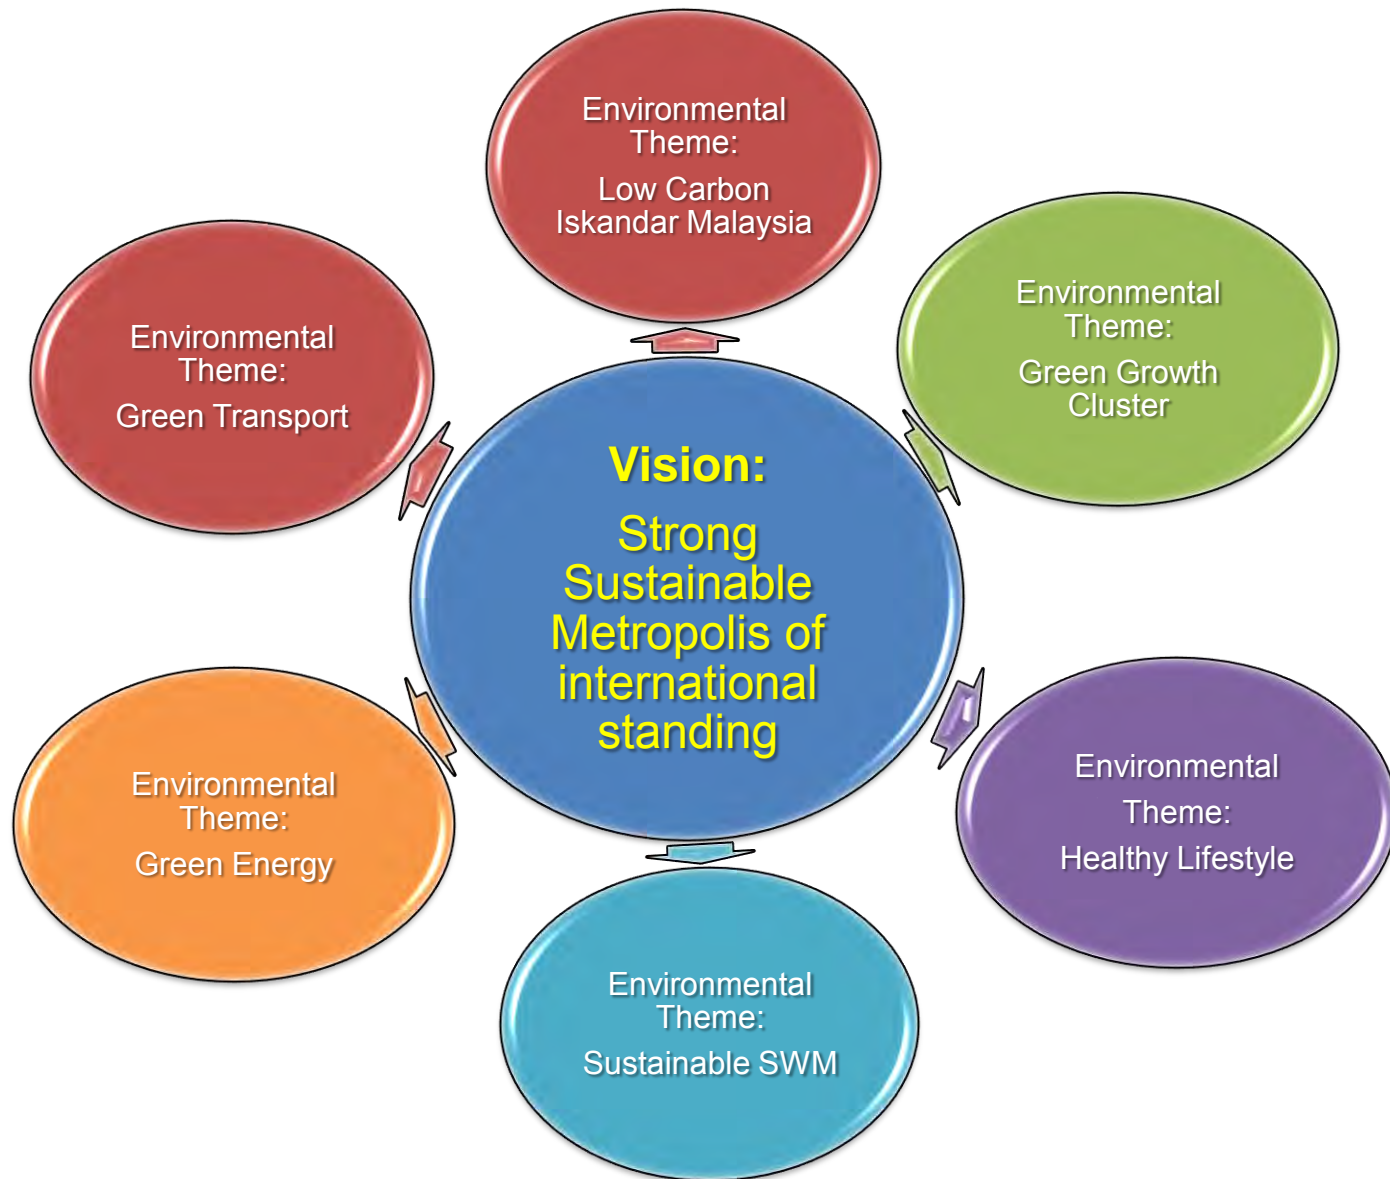 Environmental
Theme:
Low Carbon
Iskandar Malaysia
Environmental
Theme:
Green Growth
Cluster
Environmental
Theme:
Healthy Lifestyle
Environmental
Theme:
Sustainable SWM
Environmental
Theme:
Green Energy
Environmental
Theme:
Green Transport
Vision:
Strong
Sustainable
Metropolis of
international
standing